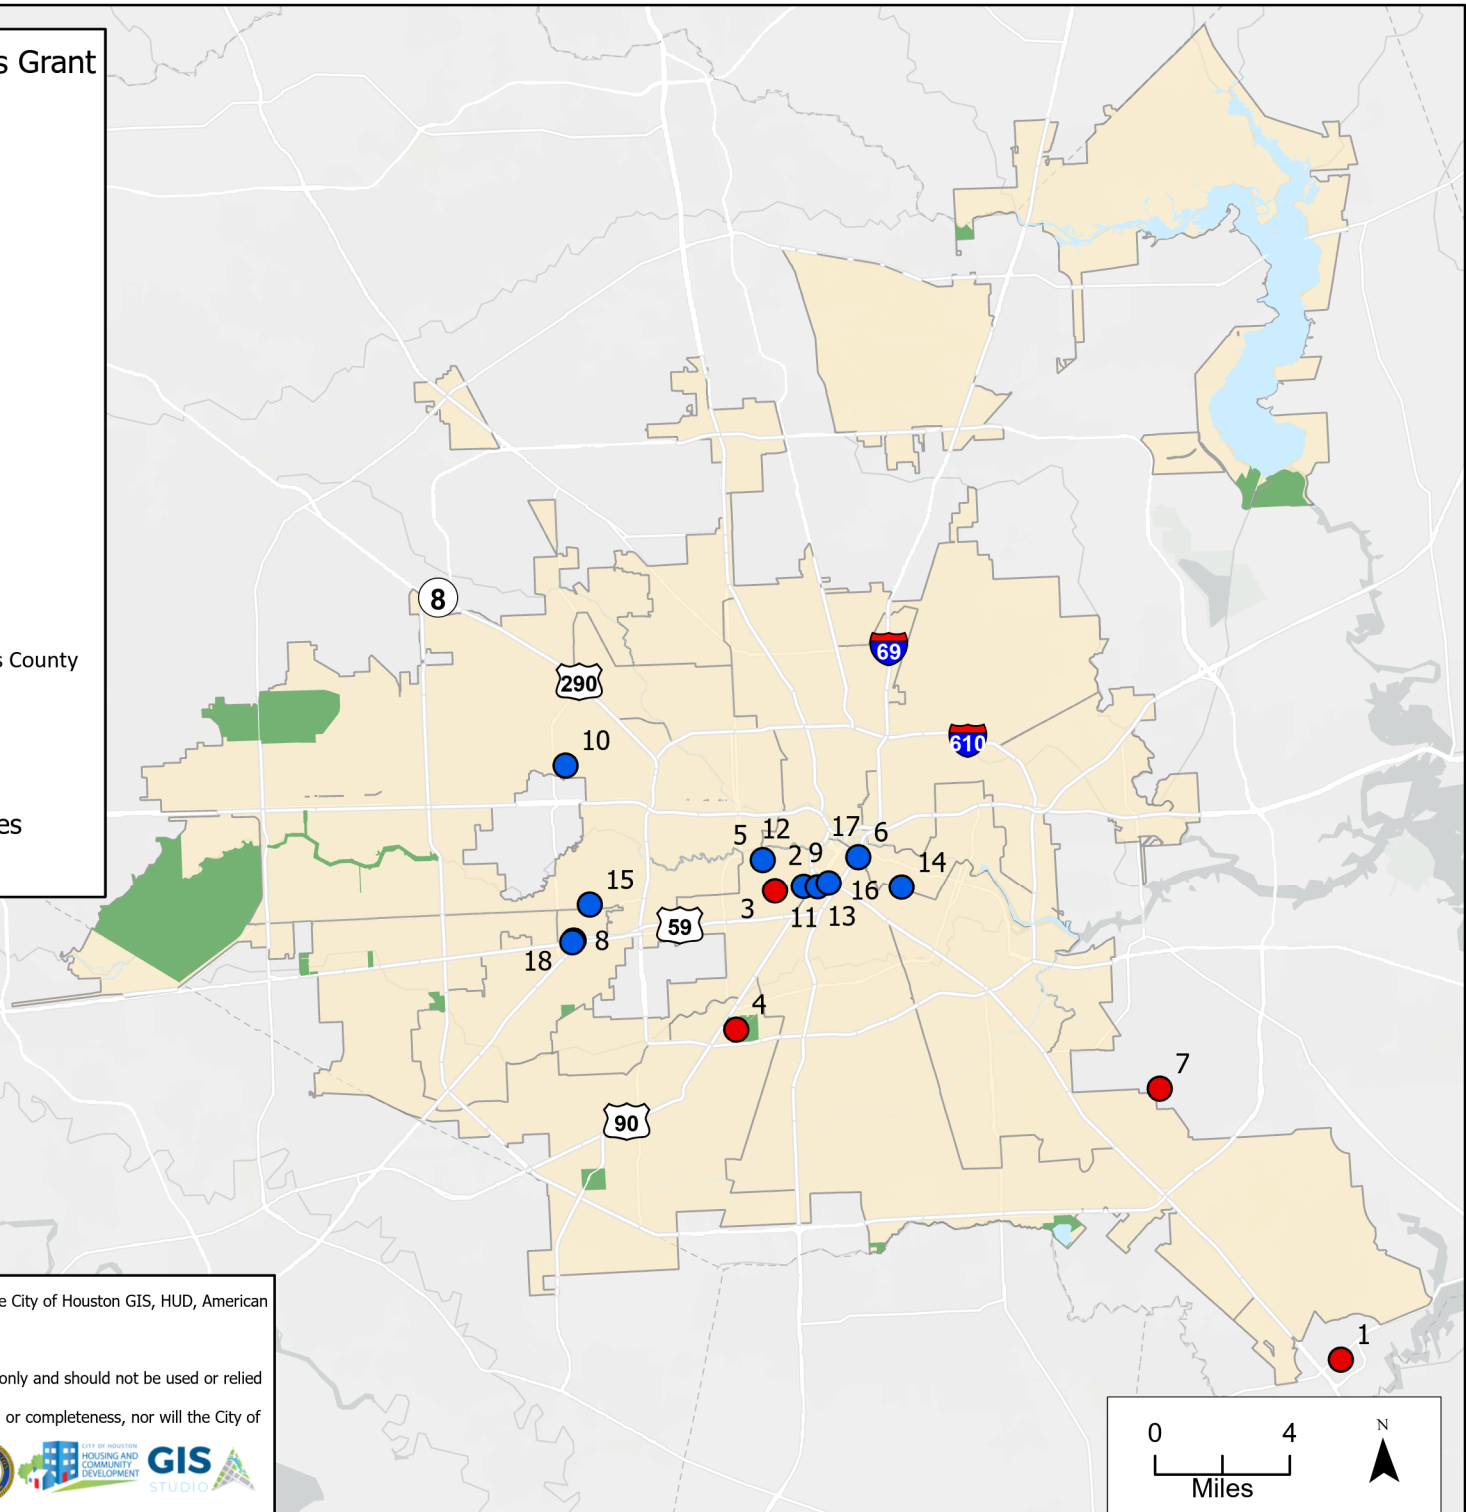 s Grant
s County
es
8
290
69
610
10
5
12
2
9
17
6
14
15
3
11
13
16
59
8
18
4
7
90
1
e City of Houston GIS, HUD, American
only and should not be used or relied
or completeness, nor will the City of
CITY OF HOUSTON
HOUSING AND
COMMUNITY
DEVELOPMENT
GIS
STUDIO
0
4
Miles
N